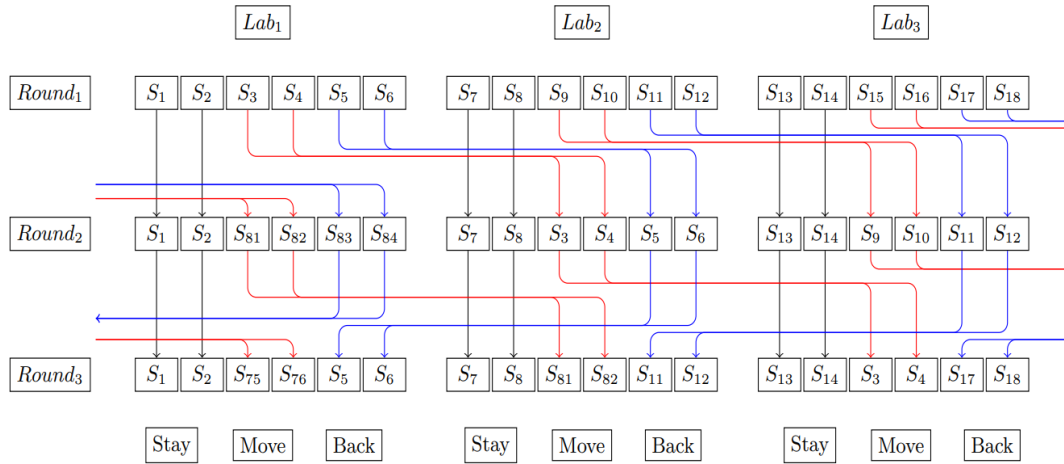 Lab₁ Lab₂ Lab₃
Round₁ S₁ S₂ S₃ S₄ S₅ S₆ S₇ S₈ S₉ S₁₀ S₁₁ S₁₂ S₁₃ S₁₄ S₁₅ S₁₆ S₁₇ S₁₈
Round₂ S₁ S₂ S₈₁ S₈₂ S₈₃ S₈₄ S₇ S₈ S₃ S₄ S₅ S₆ S₁₃ S₁₄ S₉ S₁₀ S₁₁ S₁₂
Round₃ S₁ S₂ S₇₅ S₇₆ S₅ S₆ S₇ S₈ S₈₁ S₈₂ S₁₁ S₁₂ S₁₃ S₁₄ S₃ S₄ S₁₇ S₁₈
Stay Move Back Stay Move Back Stay Move Back